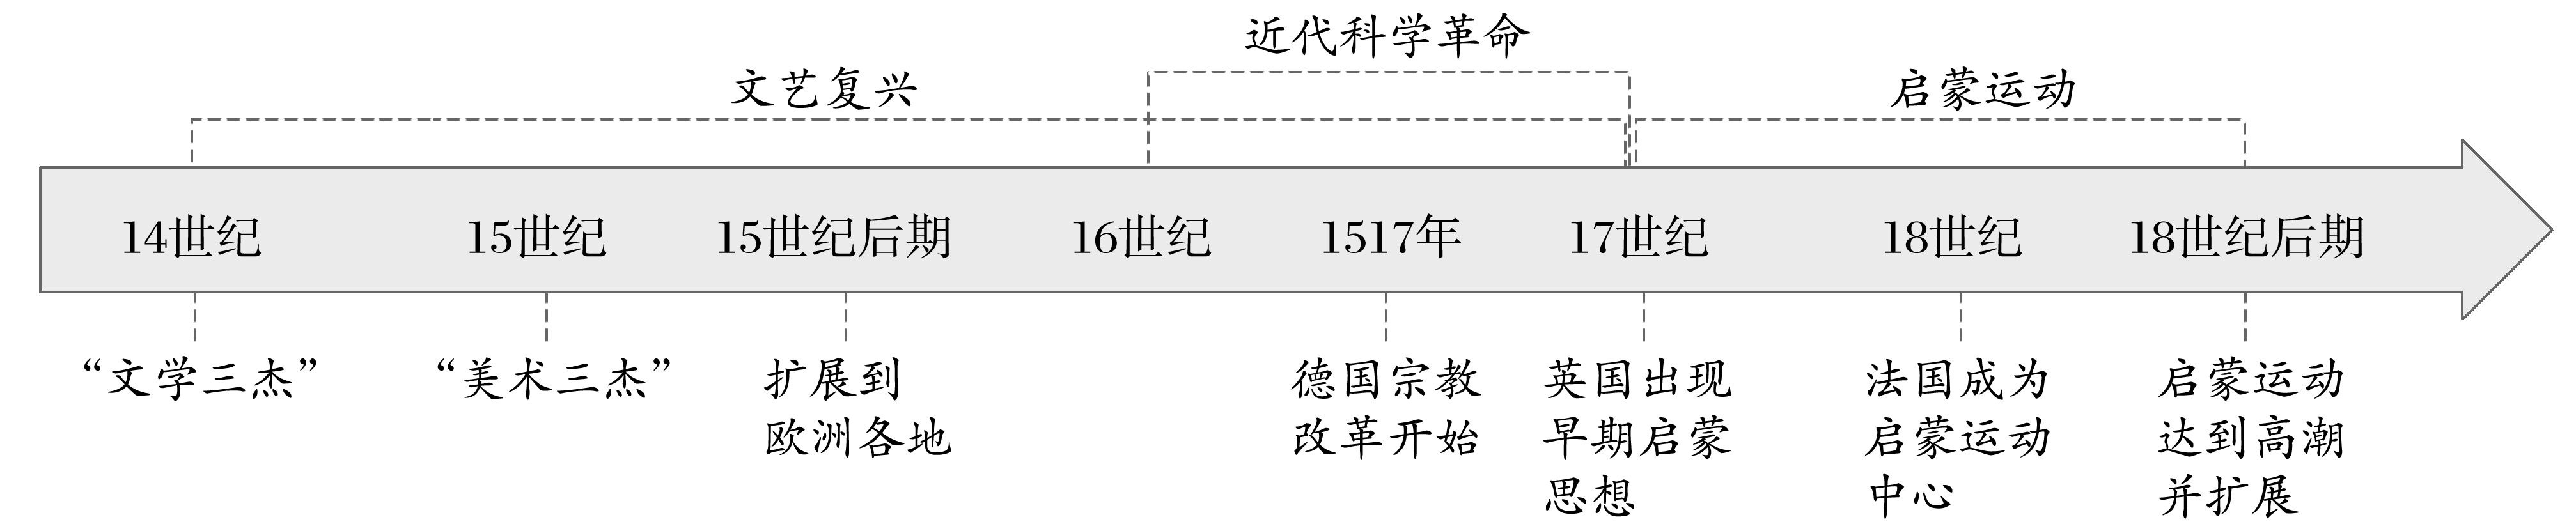 近代科学革命
文艺复兴
启蒙运动
14世纪
15世纪
15世纪后期
16世纪
1517年
17世纪
18世纪
18世纪后期
“文学三杰”
“美术三杰”
扩展到
欧洲各地
德国宗教
改革开始
英国出现
早期启蒙
思想
法国成为
启蒙运动
中心
启蒙运动
达到高潮
并扩展